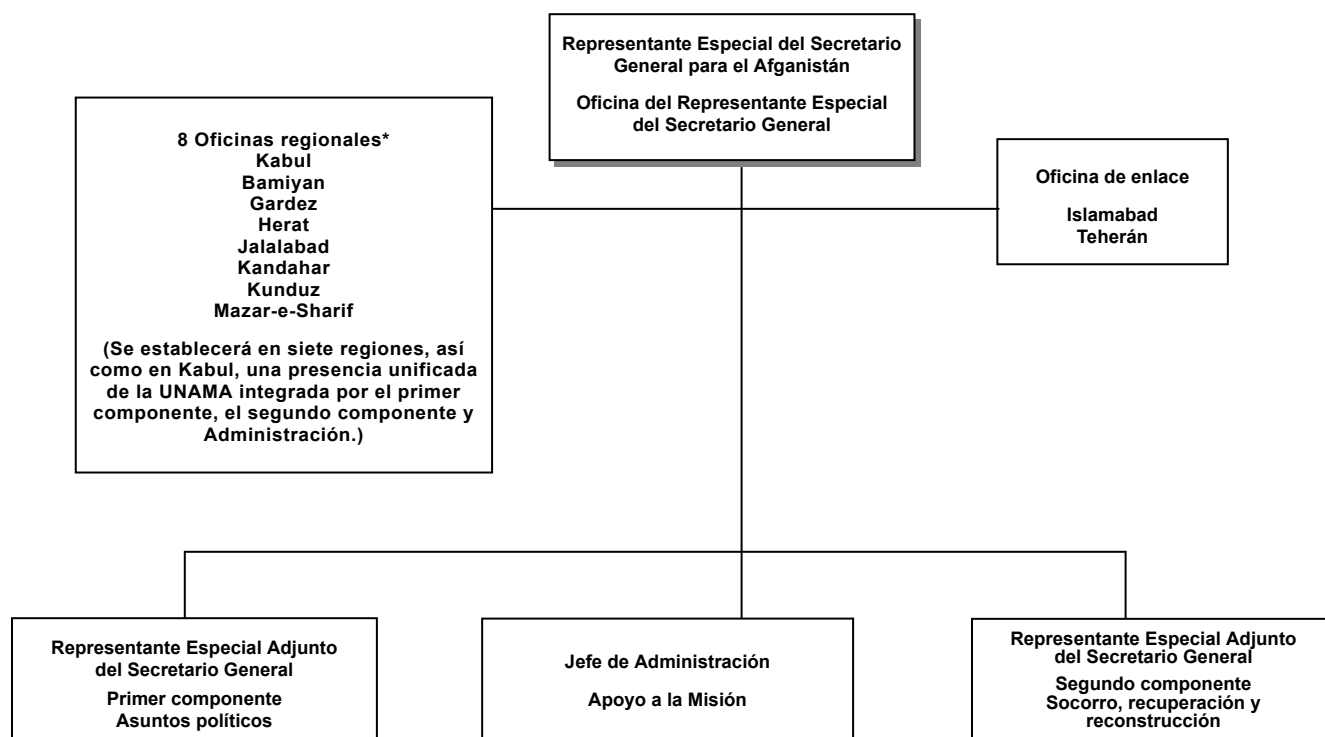 Representante Especial del Secretario
General para el Afganistán
Oficina del Representante Especial
del Secretario General
8 Oficinas regionales*
Kabul
Bamiyan
Gardez
Herat
Jalalabad
Kandahar
Kunduz
Mazar-e-Sharif
(Se establecerá en siete regiones, así
como en Kabul, una presencia unificada
de la UNAMA integrada por el primer
componente, el segundo componente y
Administración.)
Oficina de enlace
Islamabad
Teherán
Representante Especial Adjunto
del Secretario General
Primer componente
Asuntos políticos
Jefe de Administración
Apoyo a la Misión
Representante Especial Adjunto
del Secretario General
Segundo componente
Socorro, recuperación y
reconstrucción